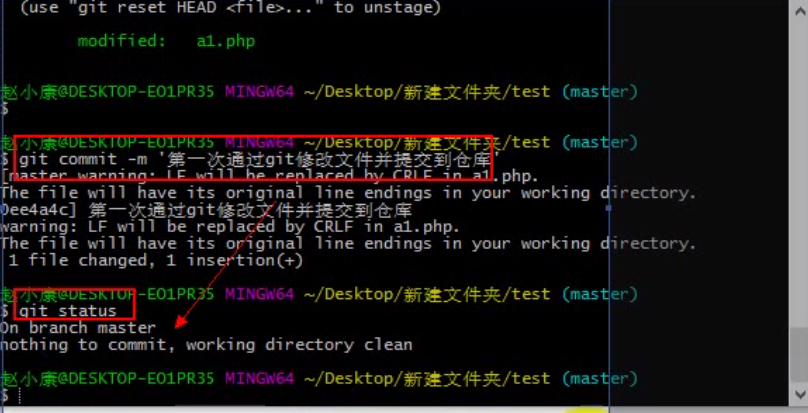 (use "git reset HEAD <file>..." to unstage)
modified: a1.php
赵小康@DESKTOP-EO1PR35 MINGW64 ~/Desktop/新建文件夹/test (master)
$
赵小康@DESKTOP-EO1PR35 MINGW64 ~/Desktop/新建文件夹/test (master)
$ git commit -m '第一次通过git修改文件并提交到仓库'
[master warning: LF will be replaced by CRLF in a1.php.
The file will have its original line endings in your working directory.
0ee4a4c] 第一次通过git修改文件并提交到仓库
warning: LF will be replaced by CRLF in a1.php.
The file will have its original line endings in your working directory.
1 file changed, 1 insertion(+)
赵小康@DESKTOP-EO1PR35 MINGW64 ~/Desktop/新建文件夹/test (master)
$ git status
On branch master
nothing to commit, working directory clean
赵小康@DESKTOP-EO1PR35 MINGW64 ~/Desktop/新建文件夹/test (master)
$